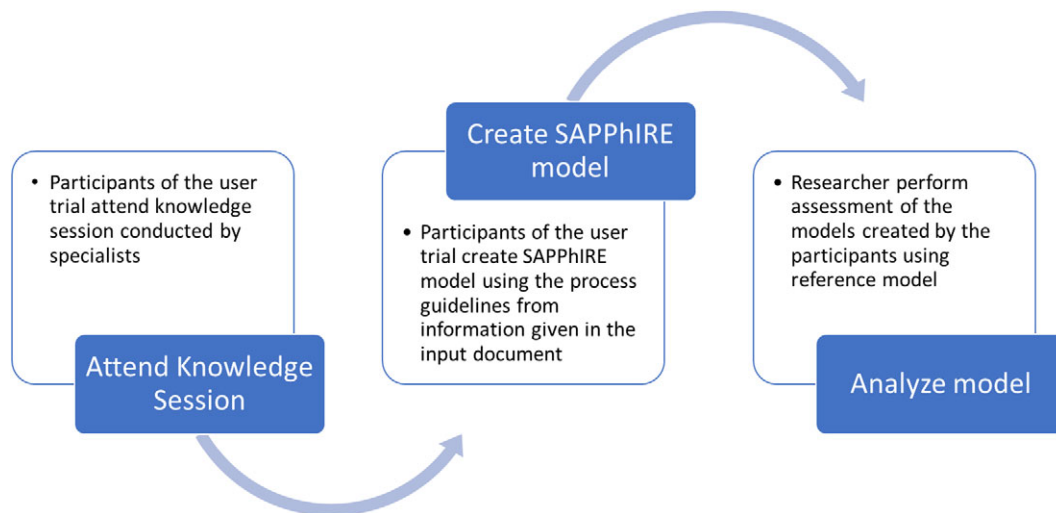 • Participants of the user
trial attend knowledge
session conducted by
specialists
Attend Knowledge
Session
Create SAPPhIRE
model
• Participants of the user
trial create SAPPhIRE
model using the process
guidelines from
information given in the
input document
• Researcher perform
assessment of the
models created by the
participants using
reference model
Analyze model